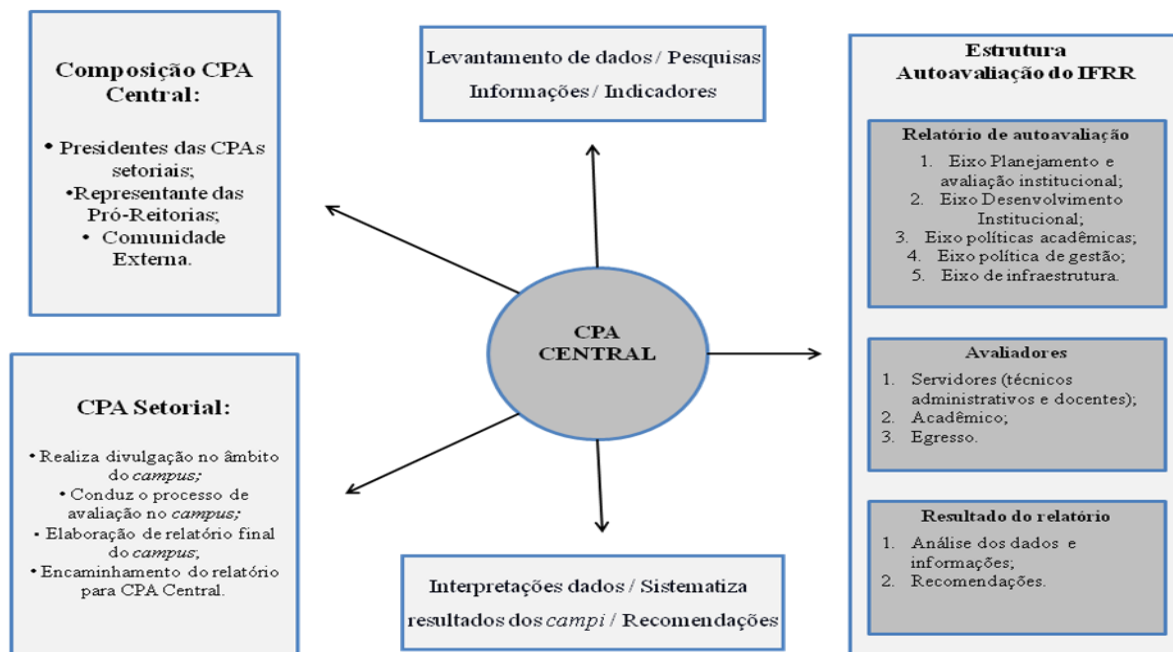 Composição CPA
Central:
• Presidentes das CPAs
setoriais;
•Representante das
Pró-Reitorias;
• Comunidade
Externa.
CPA Setorial:
• Realiza divulgação no âmbito
do campus;
• Conduz o processo de
avaliação no campus;
- Elaboração de relatório final
do campus;
• Encaminhamento do relatório
para CPA Central.
Levantamento de dados / Pesquisas
Informações / Indicadores
CPA
CENTRAL
Interpretações dados / Sistematiza
resultados dos campi / Recomendações
Estrutura
Autoavaliação do IFRR
Relatório de autoavaliação
1. Eixo Planejamento e
avaliação institucional;
2. Eixo Desenvolvimento
Institucional;
3. Eixo políticas acadêmicas;
4. Eixo política de gestão;
5. Eixo de infraestrutura.
Avaliadores
1. Servidores (técnicos
administrativos e docentes);
2. Acadêmico;
3. Egresso.
Resultado do relatório
1. Análise dos dados e
informações;
2. Recomendações.